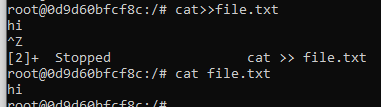 root@0d9d60bfcf8c:/# cat>>file.txt
hi
^Z
[2]+  Stopped                 cat >> file.txt
root@0d9d60bfcf8c:/# cat file.txt
hi
root@0d9d60bfcf8c:/#